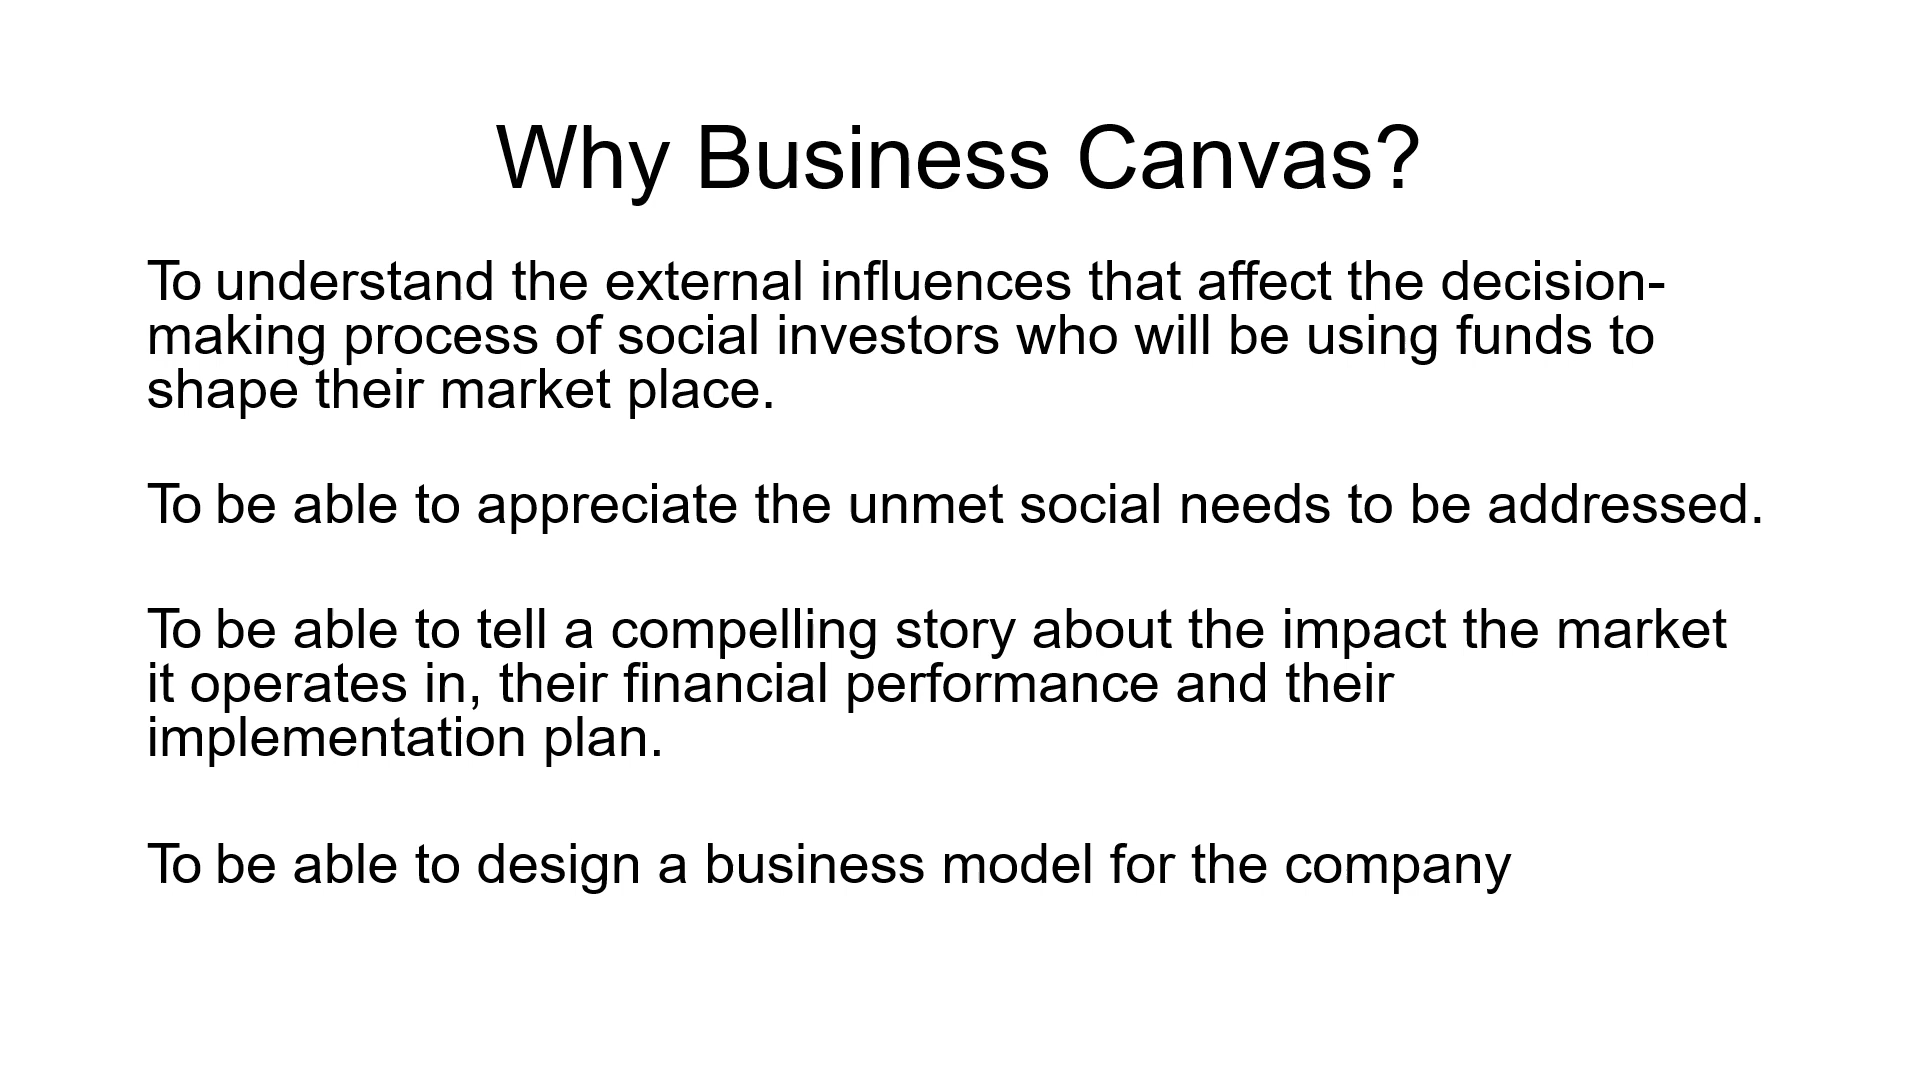 Why Business Canvas?
To understand the external influences that affect the decision-
making process of social investors who will be using funds to
shape their market place.
To be able to appreciate the unmet social needs to be addressed.
To be able to tell a compelling story about the impact the market
it operates in, their financial performance and their
implementation plan.
To be able to design a business model for the company